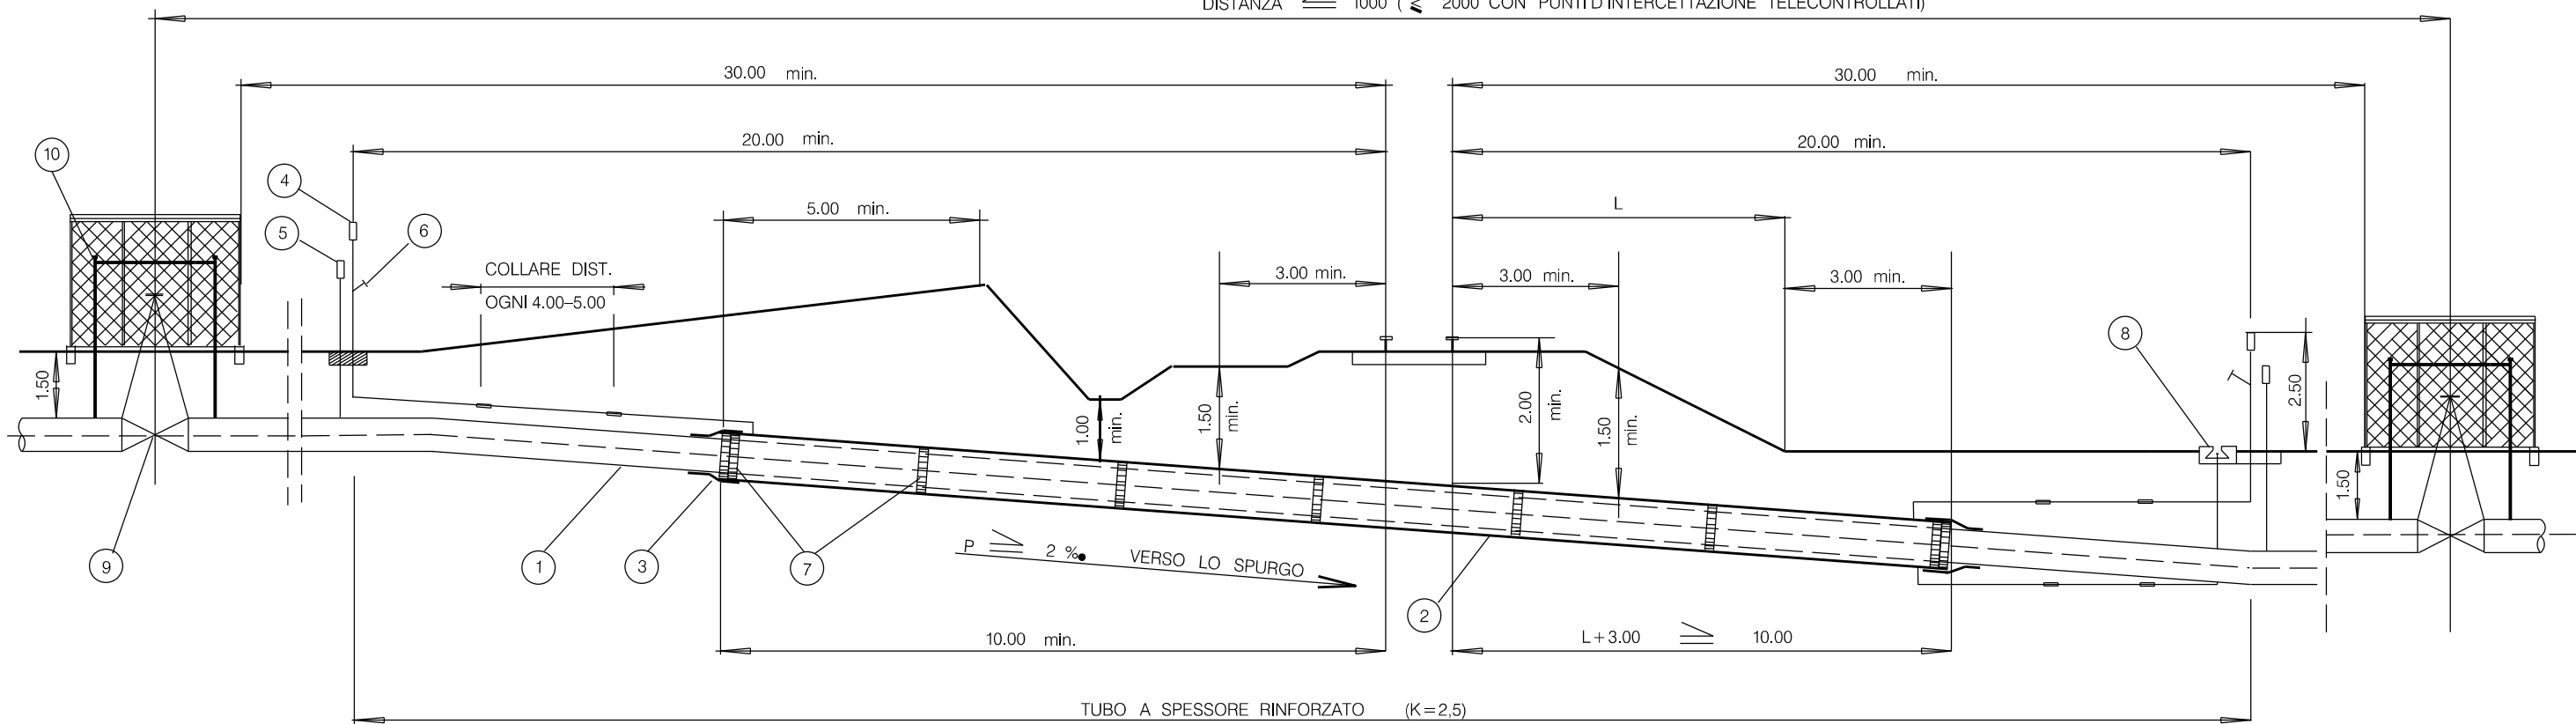 DISTANZA ≦ 1000 ( ⩽ 2000 CON PUNTI D'INTERCETTAZIONE TELECONTROLLATI)
30.00 min.
30.00 min.
20.00 min.
20.00 min.
10
4
5
6
5.00 min.
L
COLLARE DIST.
OGNI 4.00–5.00
3.00 min.
3.00 min.
3.00 min.
8
1.50
1.00 min.
1.50 min.
2.00 min.
1.50 min.
2.50
1.50
9
1
3
7
P ≧ 2 ‰ VERSO LO SPURGO
2
10.00 min.
L+3.00 ≧ 10.00
TUBO A SPESSORE RINFORZATO (K=2,5)